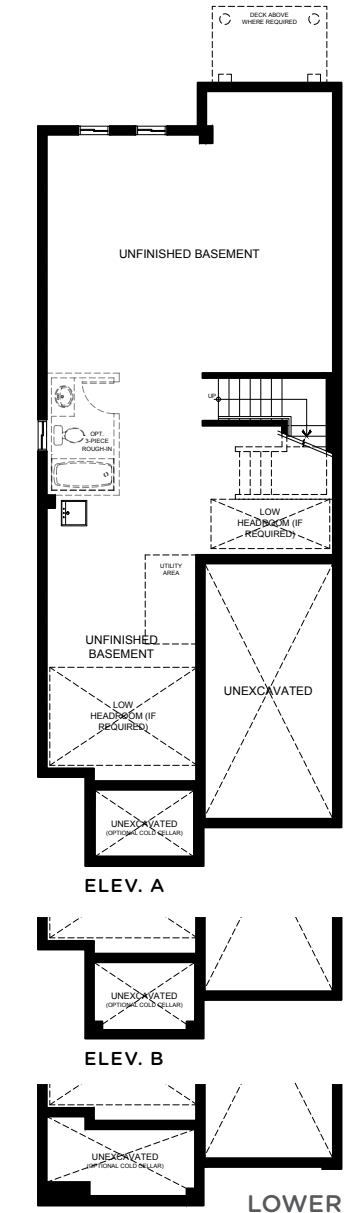 DECK ABOVE
WHERE REQUIRED
UNFINISHED BASEMENT
UP
OPT.
3-PIECE
ROUGH-IN
LOW
HEADROOM (IF
REQUIRED)
UTILITY
AREA
UNFINISHED
BASEMENT
UNEXCAVATED
LOW
HEADROOM (IF
REQUIRED)
UNEXCAVATED
(OPTIONAL COLD CELLAR)
ELEV. A
UNEXCAVATED
(OPTIONAL COLD CELLAR)
ELEV. B
UNEXCAVATED
(OPTIONAL COLD CELLAR)
LOWER